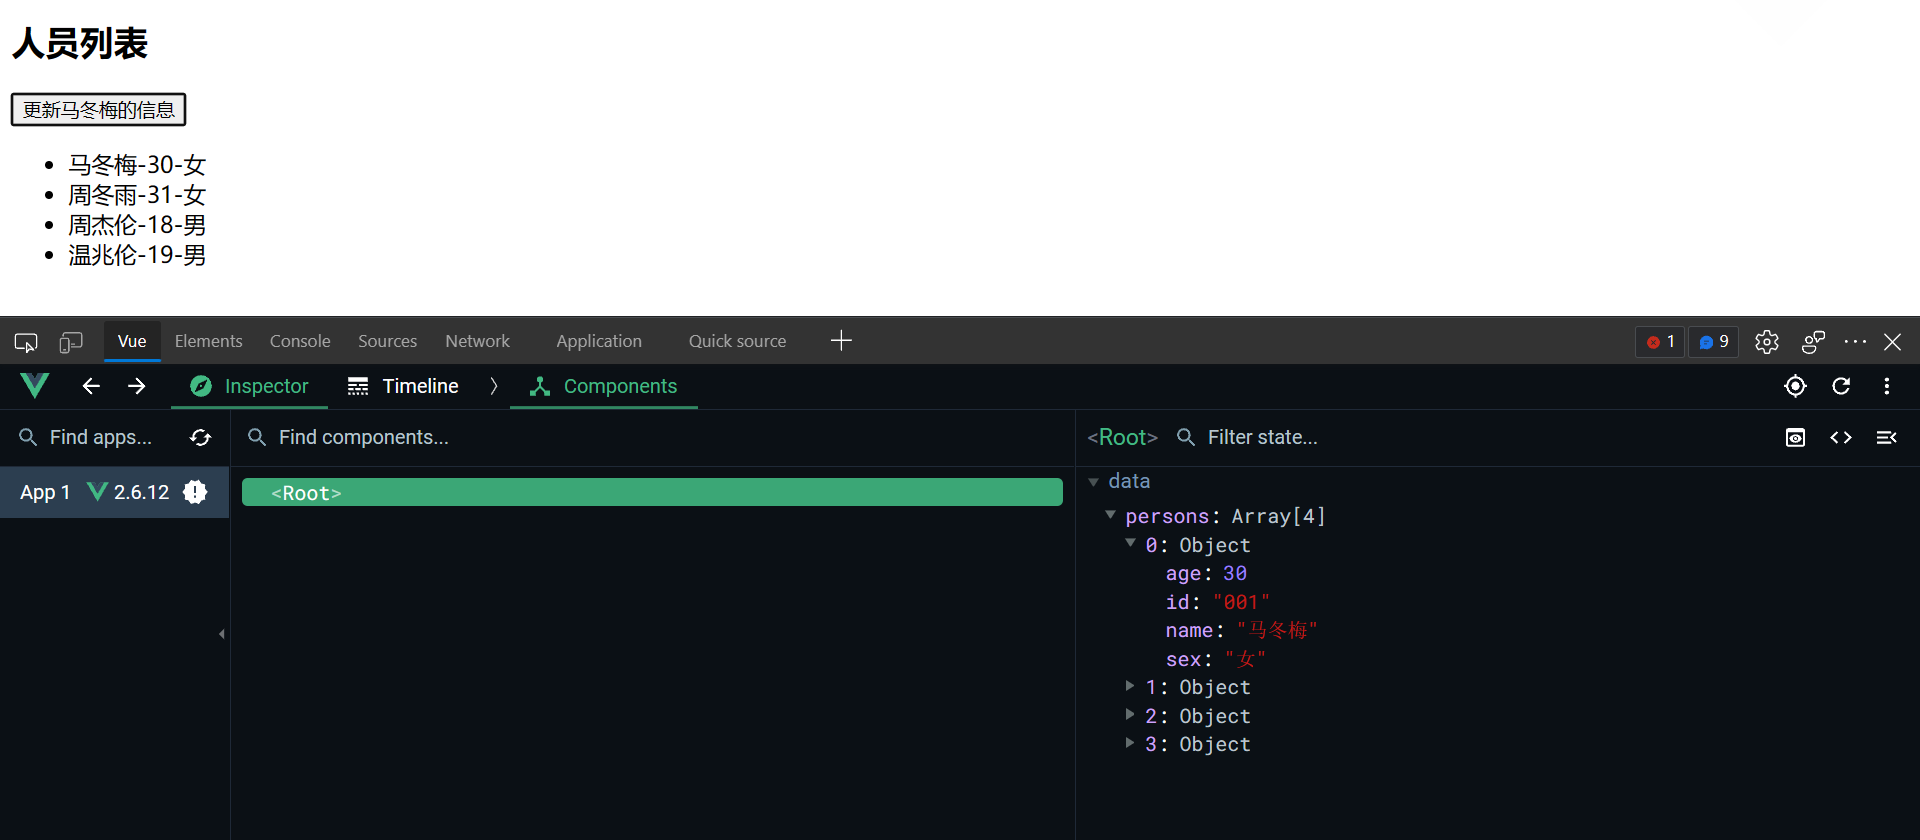 人员列表
更新马冬梅的信息
马冬梅-30-女
周冬雨-31-女
周杰伦-18-男
温兆伦-19-男
Vue Elements Console Sources Network Application Quick source 1 9
Inspector Timeline Components
Find apps... Find components... <Root> Filter state...
App 1 2.6.12 <Root>
data
persons: Array[4]
0: Object
age: 30
id: "001"
name: "马冬梅"
sex: "女"
1: Object
2: Object
3: Object